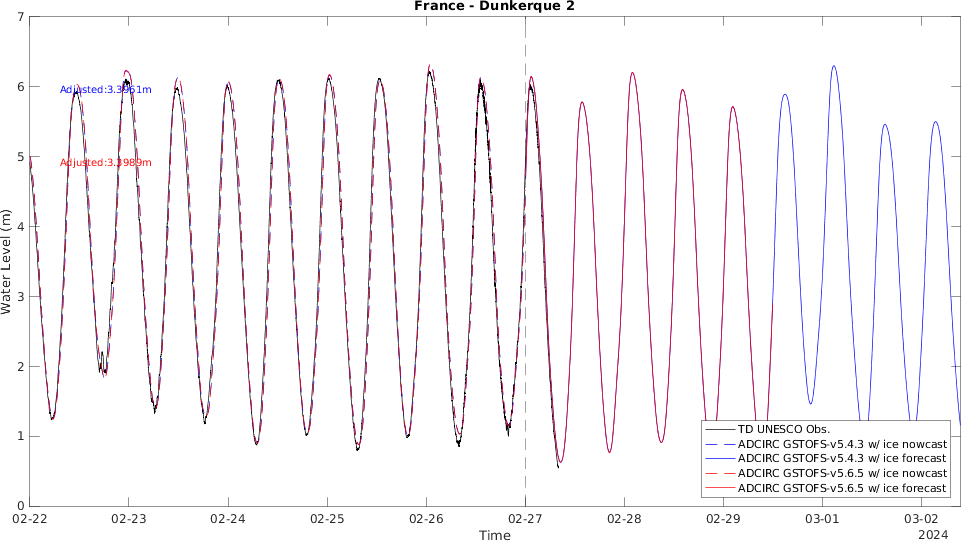 France - Dunkerque 2
7
6
5
4
3
2
1
0
Water Level (m)
Adjusted:3.3961m
Adjusted:3.3989m
TD UNESCO Obs.
ADCIRC GSTOFS-v5.4.3 w/ ice nowcast
ADCIRC GSTOFS-v5.4.3 w/ ice forecast
ADCIRC GSTOFS-v5.6.5 w/ ice nowcast
ADCIRC GSTOFS-v5.6.5 w/ ice forecast
02-22 02-23 02-24 02-25 02-26 02-27 02-28 02-29 03-01 03-02
Time
2024